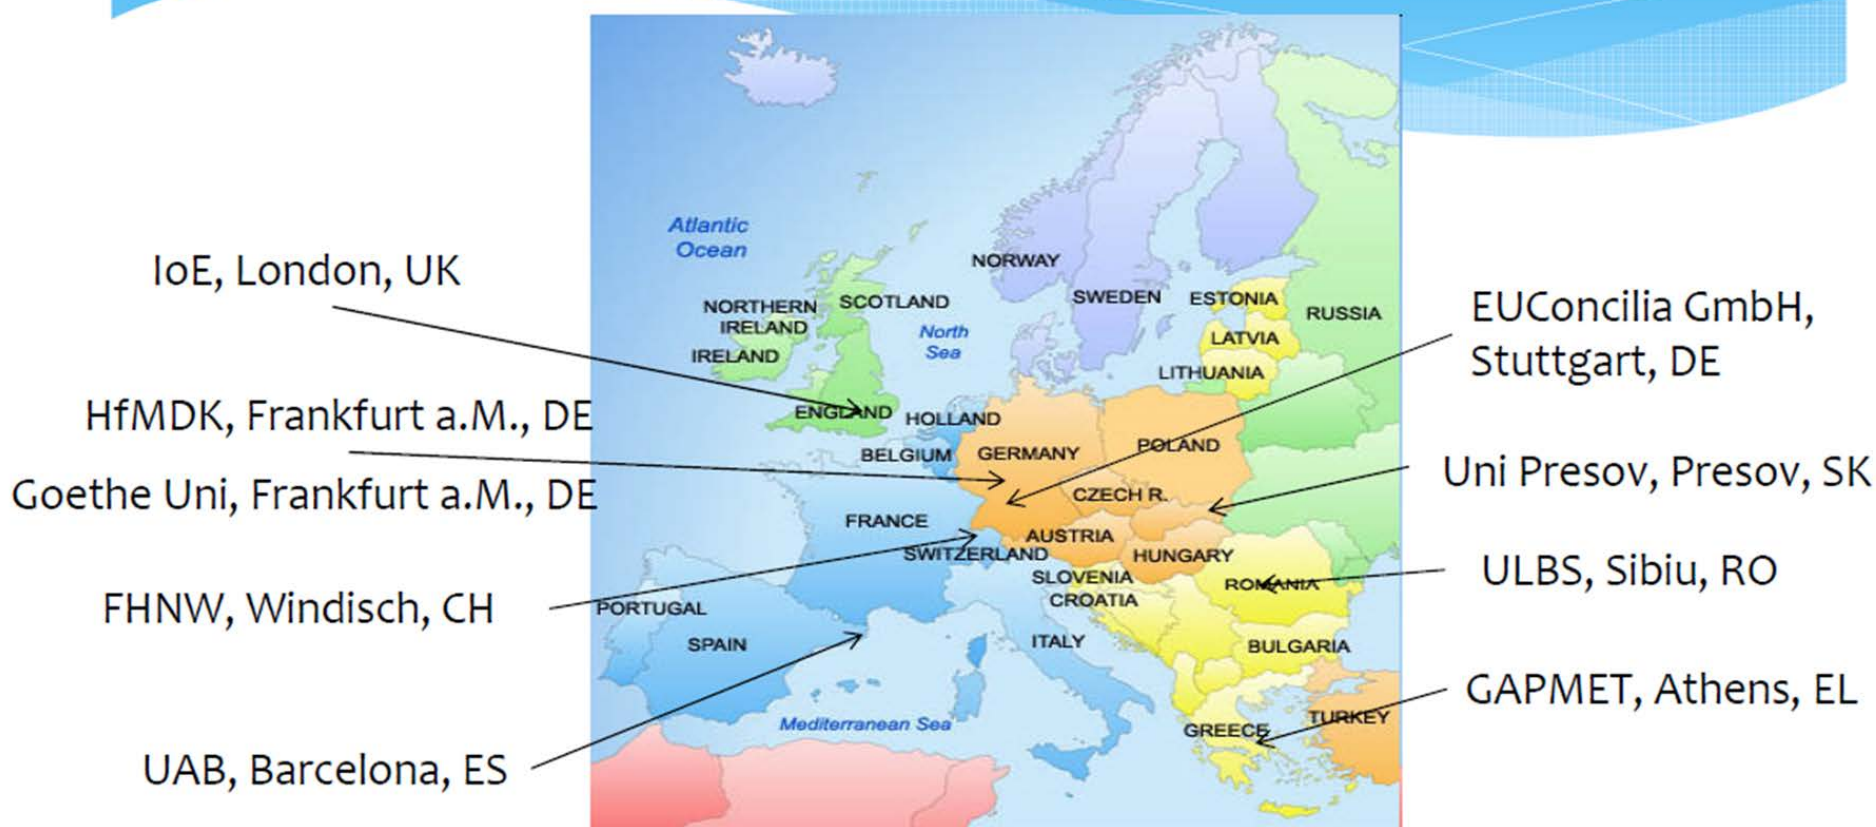 IoE, London, UK
HfMDK, Frankfurt a.M., DE
Goethe Uni, Frankfurt a.M., DE
FHNW, Windisch, CH
UAB, Barcelona, ES
Atlantic
Ocean
NORWAY
SWEDEN
ESTONIA
RUSSIA
NORTHERN
IRELAND
SCOTLAND
North
Sea
LATVIA
IRELAND
LITHUANIA
ENGLAND
HOLLAND
BELGIUM
GERMANY
POLAND
CZECH R.
FRANCE
AUSTRIA
SWITZERLAND
HUNGARY
SLOVENIA
ROMANIA
CROATIA
PORTUGAL
SPAIN
ITALY
BULGARIA
Mediterranean Sea
GREECE
TURKEY
EUConcilia GmbH,
Stuttgart, DE
Uni Presov, Presov, SK
ULBS, Sibiu, RO
GAPMET, Athens, EL